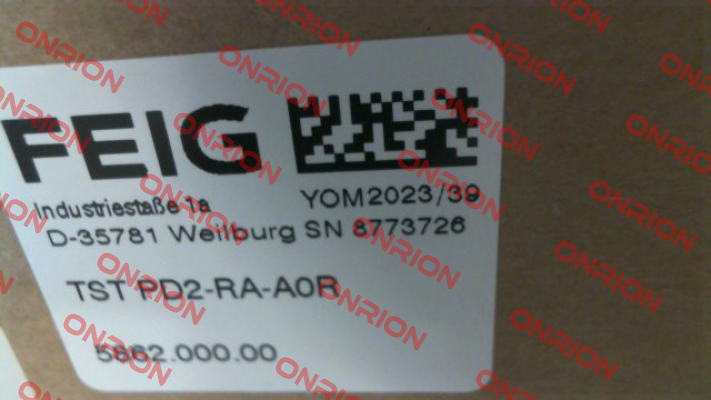 FEIG
Industriestaße 1a YOM2023/39
D-35781 Weilburg SN 8773726
TST PD2-RA-A0R
5862.000.00
ONRION